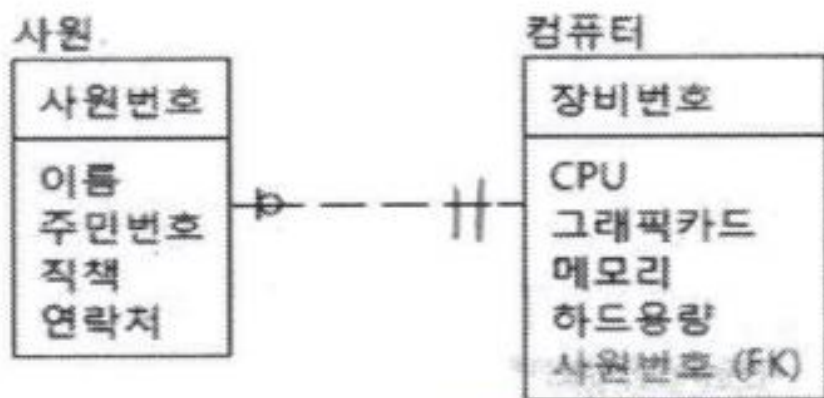 사원
사원번호
이름
주민번호
직책
연락처
컴퓨터
장비번호
CPU
그래픽카드
메모리
하드용량
사원번호 (FK)